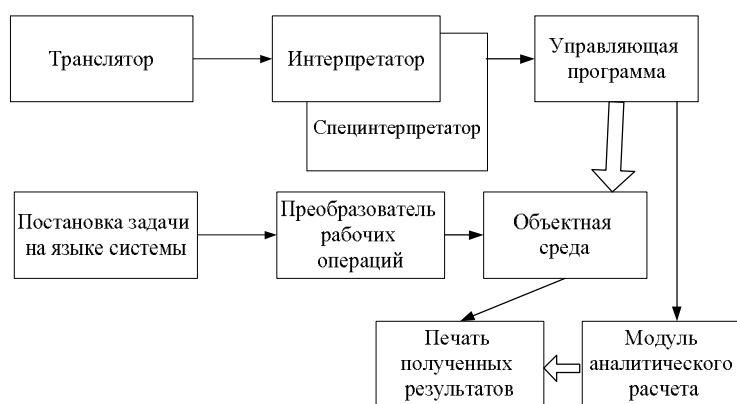 Транслятор
Интерпретатор
Управляющая
программа
Специнтерпретатор
Постановка задачи
на языке системы
Преобразователь
рабочих
операций
Объектная
среда
Печать
полученных
результатов
Модуль
аналитического
расчета